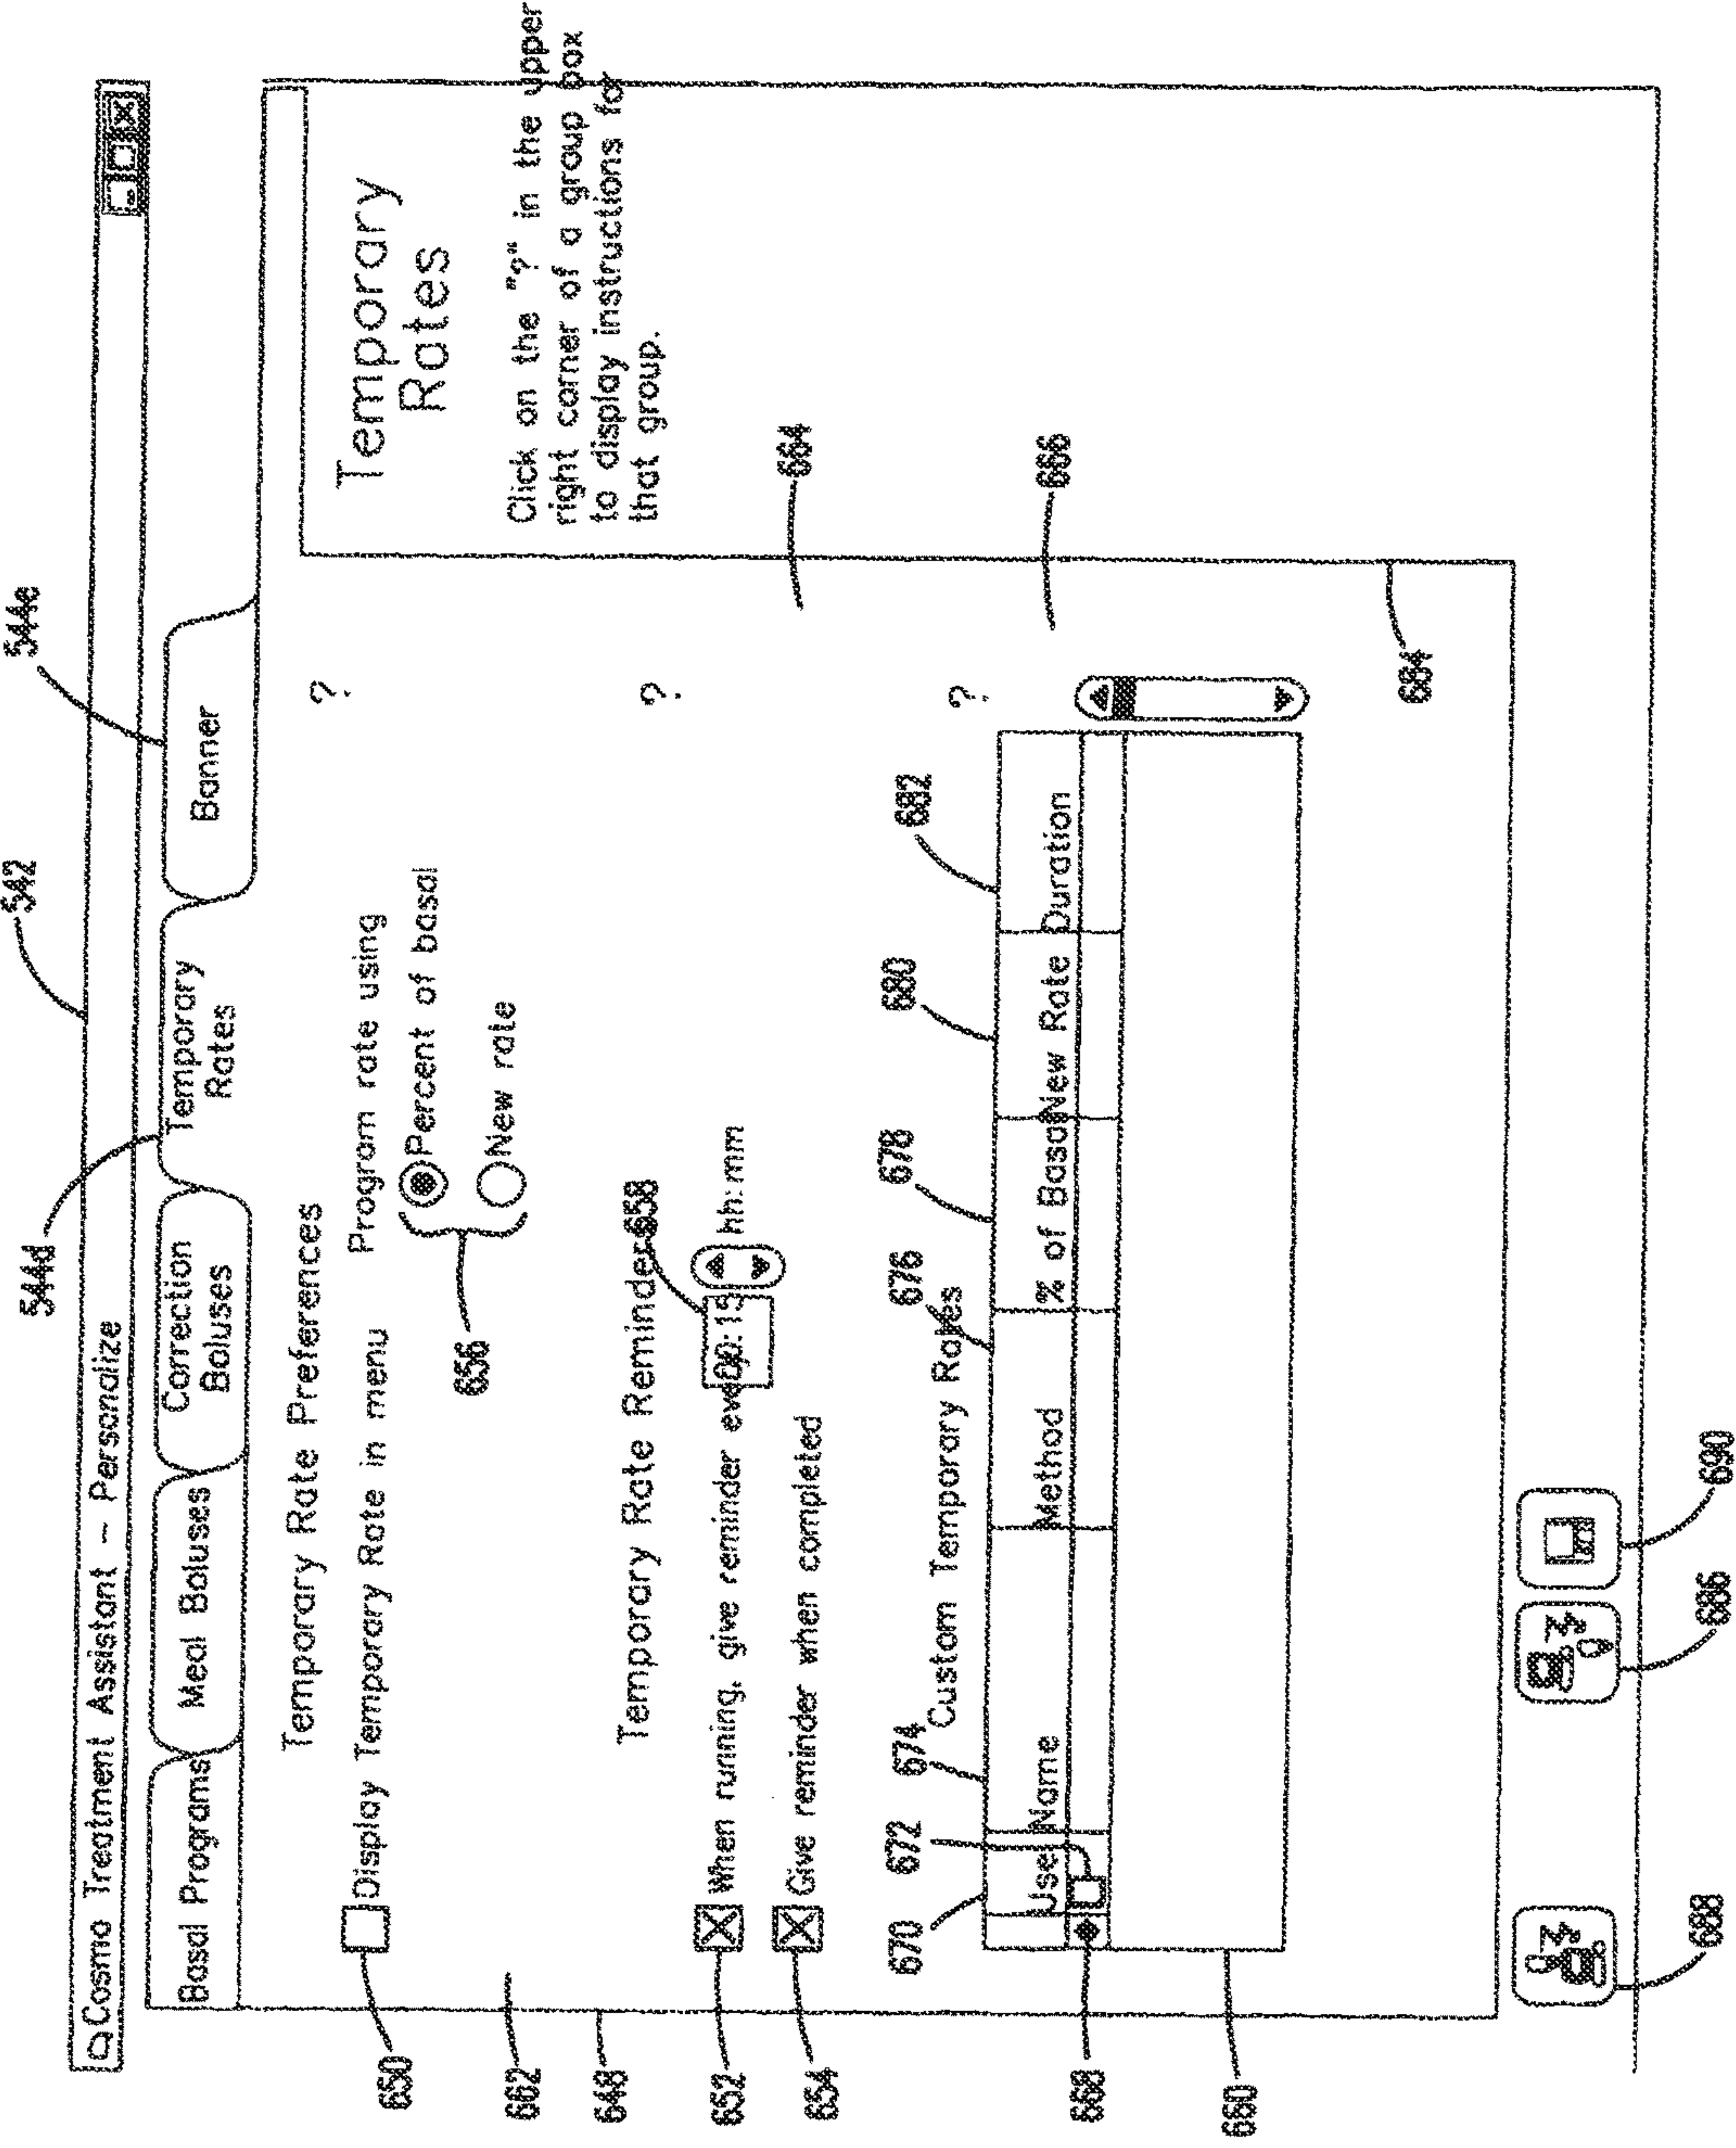 542
544d
544e
Cosmo Treatment Assistant - Personalize
Basal Programs
Meal Boluses
Correction
Boluses
Temporary
Rates
Banner
Temporary Rate Preferences
?
650
Display Temporary Rate in menu
Program rate using
Percent of basal
New rate
656
662
648
Temporary Rate Reminders
658
?
652
When running, give reminder every
00:15
hh:mm
654
Give reminder when completed
Custom Temporary Rates
?
670
672
674
676
678
680
682
Use
Name
Method
% of Basal
New Rate
Duration
668
660
Temporary
Rates
Click on the "?" in the upper
right corner of a group box
to display instructions for
that group.
664
666
684
688
686
690